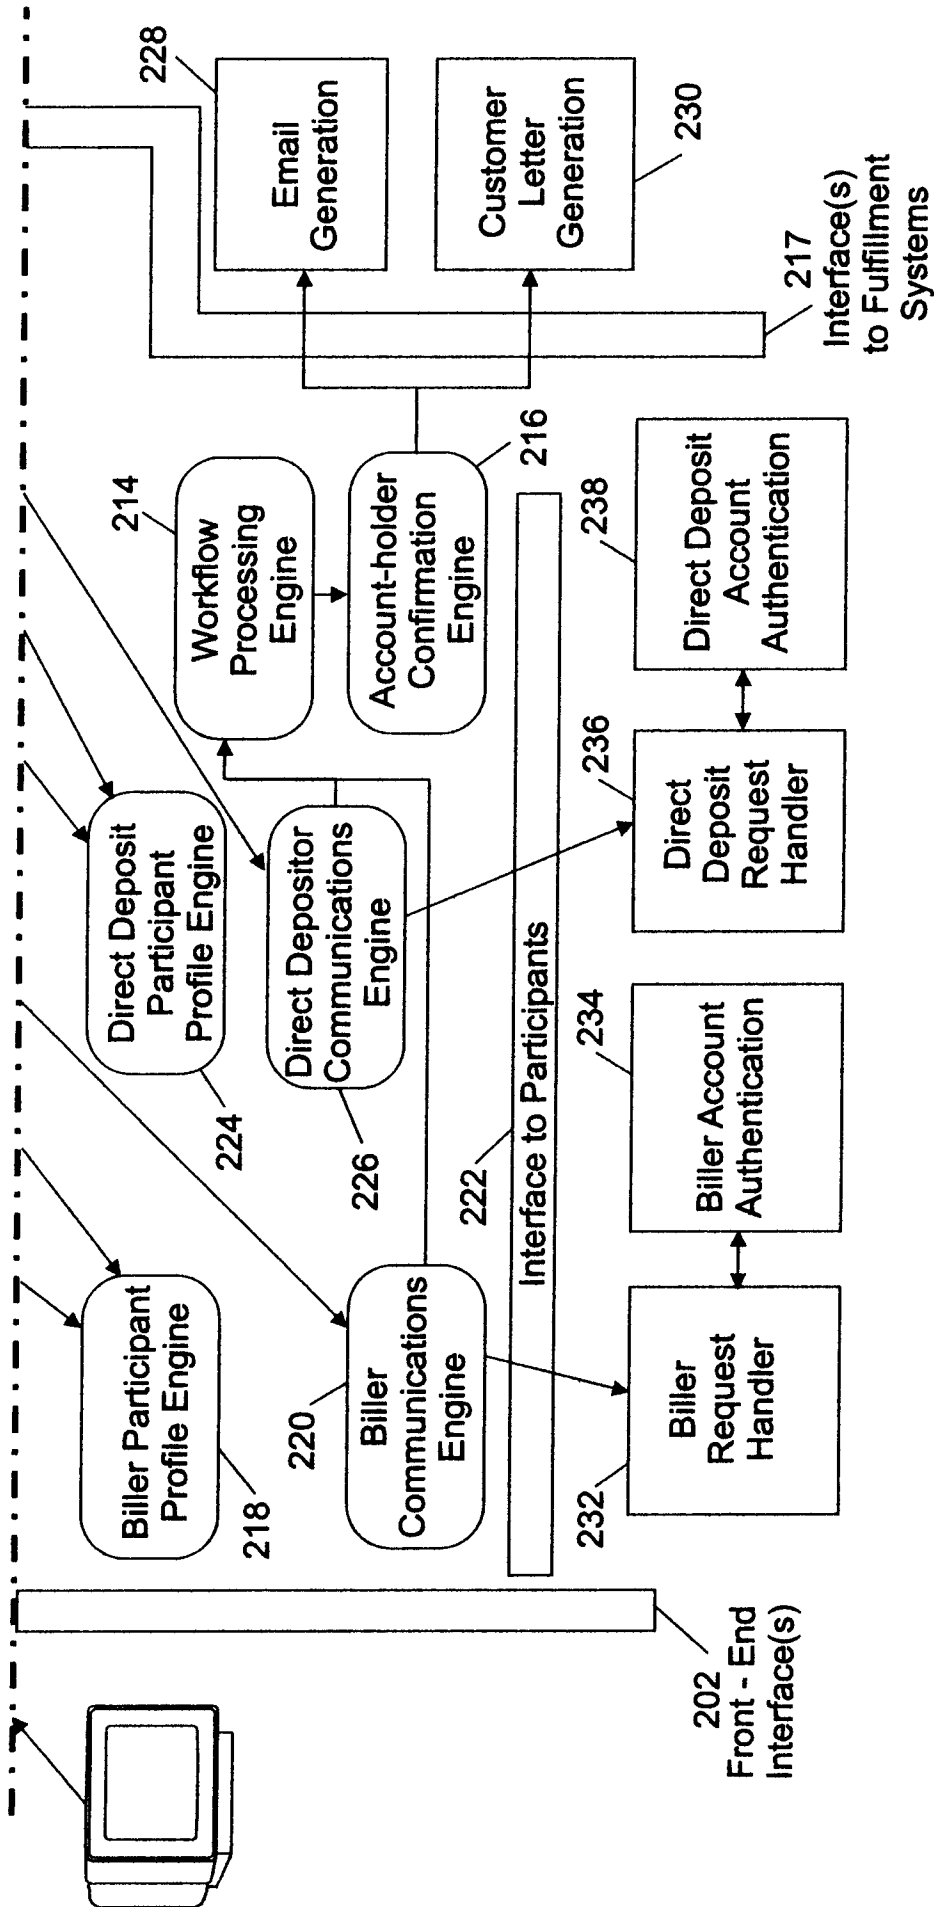 Biller Participant
Profile Engine
218
Direct Deposit
Participant
Profile Engine
224
228
Email
Generation
214
Workflow
Processing
Engine
Direct Depositor
Communications
Engine
226
220
Biller
Communications
Engine
Account-holder
Confirmation
Engine
216
Customer
Letter
Generation
230
222
Interface to Participants
217
Interface(s)
to Fulfillment
Systems
232
Biller
Request
Handler
234
Biller Account
Authentication
236
Direct
Deposit
Request
Handler
238
Direct Deposit
Account
Authentication
202
Front - End
Interface(s)